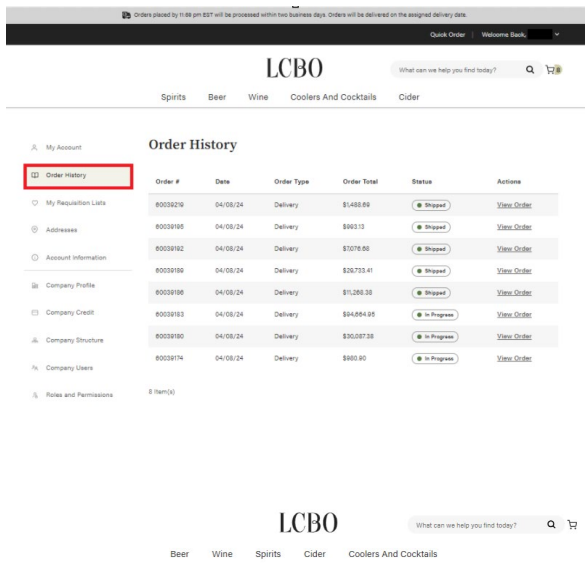 Orders placed by 11.59 pm EST will be processed within two business days. Orders will be delivered on the assigned delivery date.
Quick Order | Welcome Back,
LCBO
What can we help you find today?
Spirits Beer Wine Coolers And Cocktails Cider
My Account
Order History
My Requisition Lists
Addresses
Account Information
Company Profile
Company Credit
Company Structure
Company Users
Roles and Permissions
Order History
Order # Date Order Type Order Total Status Actions
60039219 04/08/24 Delivery $1,488.69 Shipped View Order
60039195 04/08/24 Delivery $993.13 Shipped View Order
60039192 04/08/24 Delivery $7,076.68 Shipped View Order
60039189 04/08/24 Delivery $29,733.41 Shipped View Order
60039186 04/08/24 Delivery $11,268.38 Shipped View Order
60039183 04/08/24 Delivery $94,664.95 In Progress View Order
60039180 04/08/24 Delivery $30,087.38 In Progress View Order
60039174 04/08/24 Delivery $980.90 In Progress View Order
8 Item(s)
LCBO
What can we help you find today?
Beer Wine Spirits Cider Coolers And Cocktails